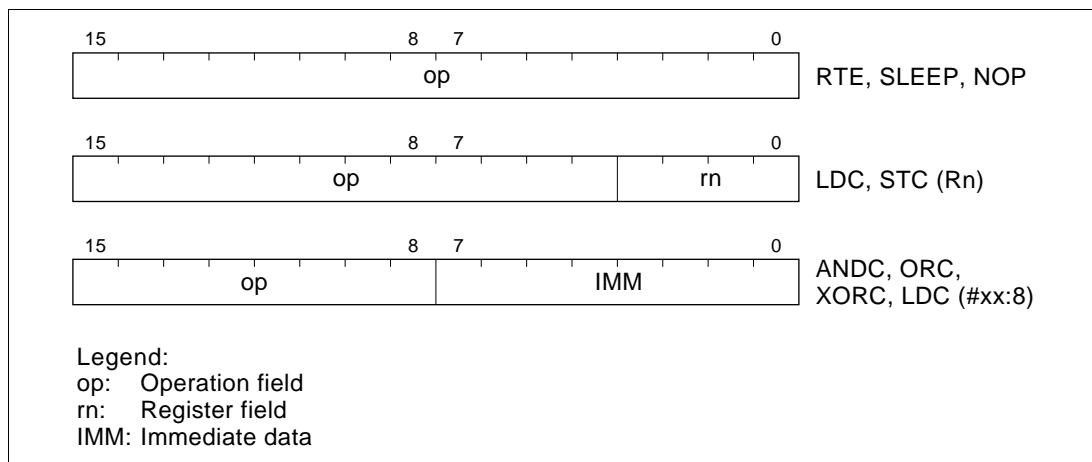 15 8 7 0
op
RTE, SLEEP, NOP
15 8 7 0
op rn
LDC, STC (Rn)
15 8 7 0
op IMM
ANDC, ORC,
XORC, LDC (#xx:8)
Legend:
op: Operation field
rn: Register field
IMM: Immediate data